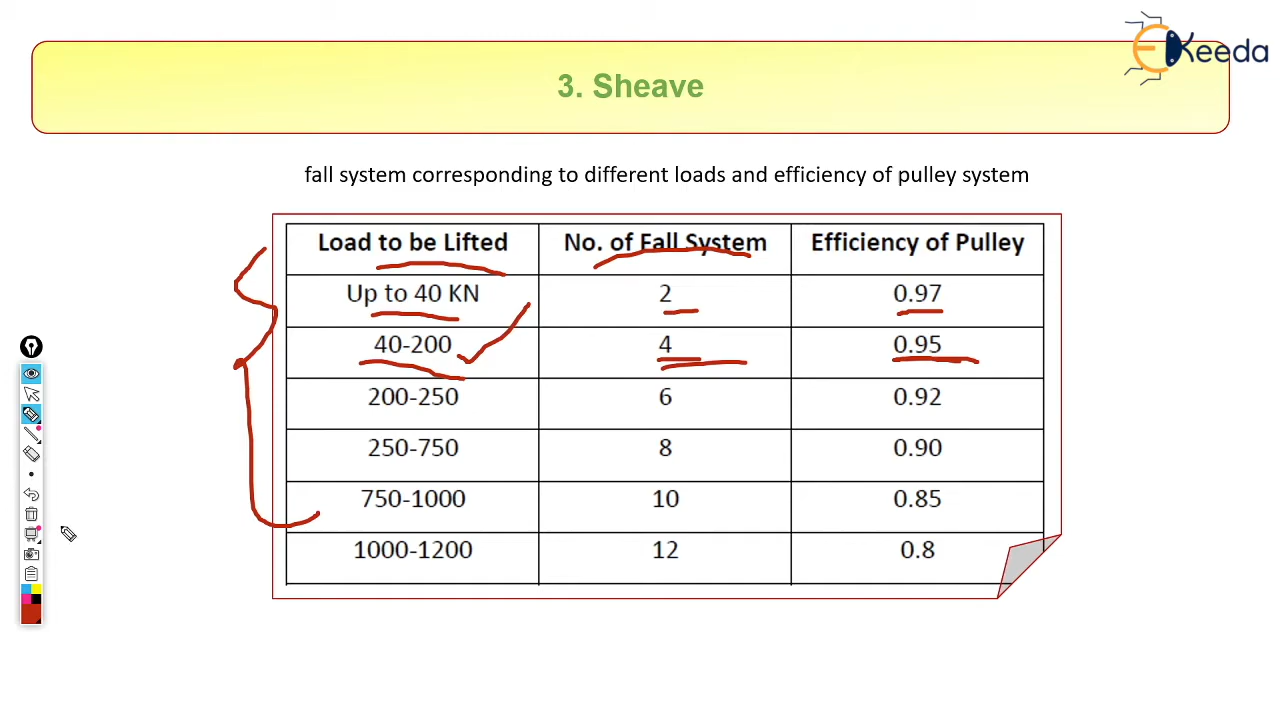 EKeeda
3. Sheave
fall system corresponding to different loads and efficiency of pulley system
Load to be Lifted No. of Fall System Efficiency of Pulley
Up to 40 KN 2 0.97
40-200 4 0.95
200-250 6 0.92
250-750 8 0.90
750-1000 10 0.85
1000-1200 12 0.8